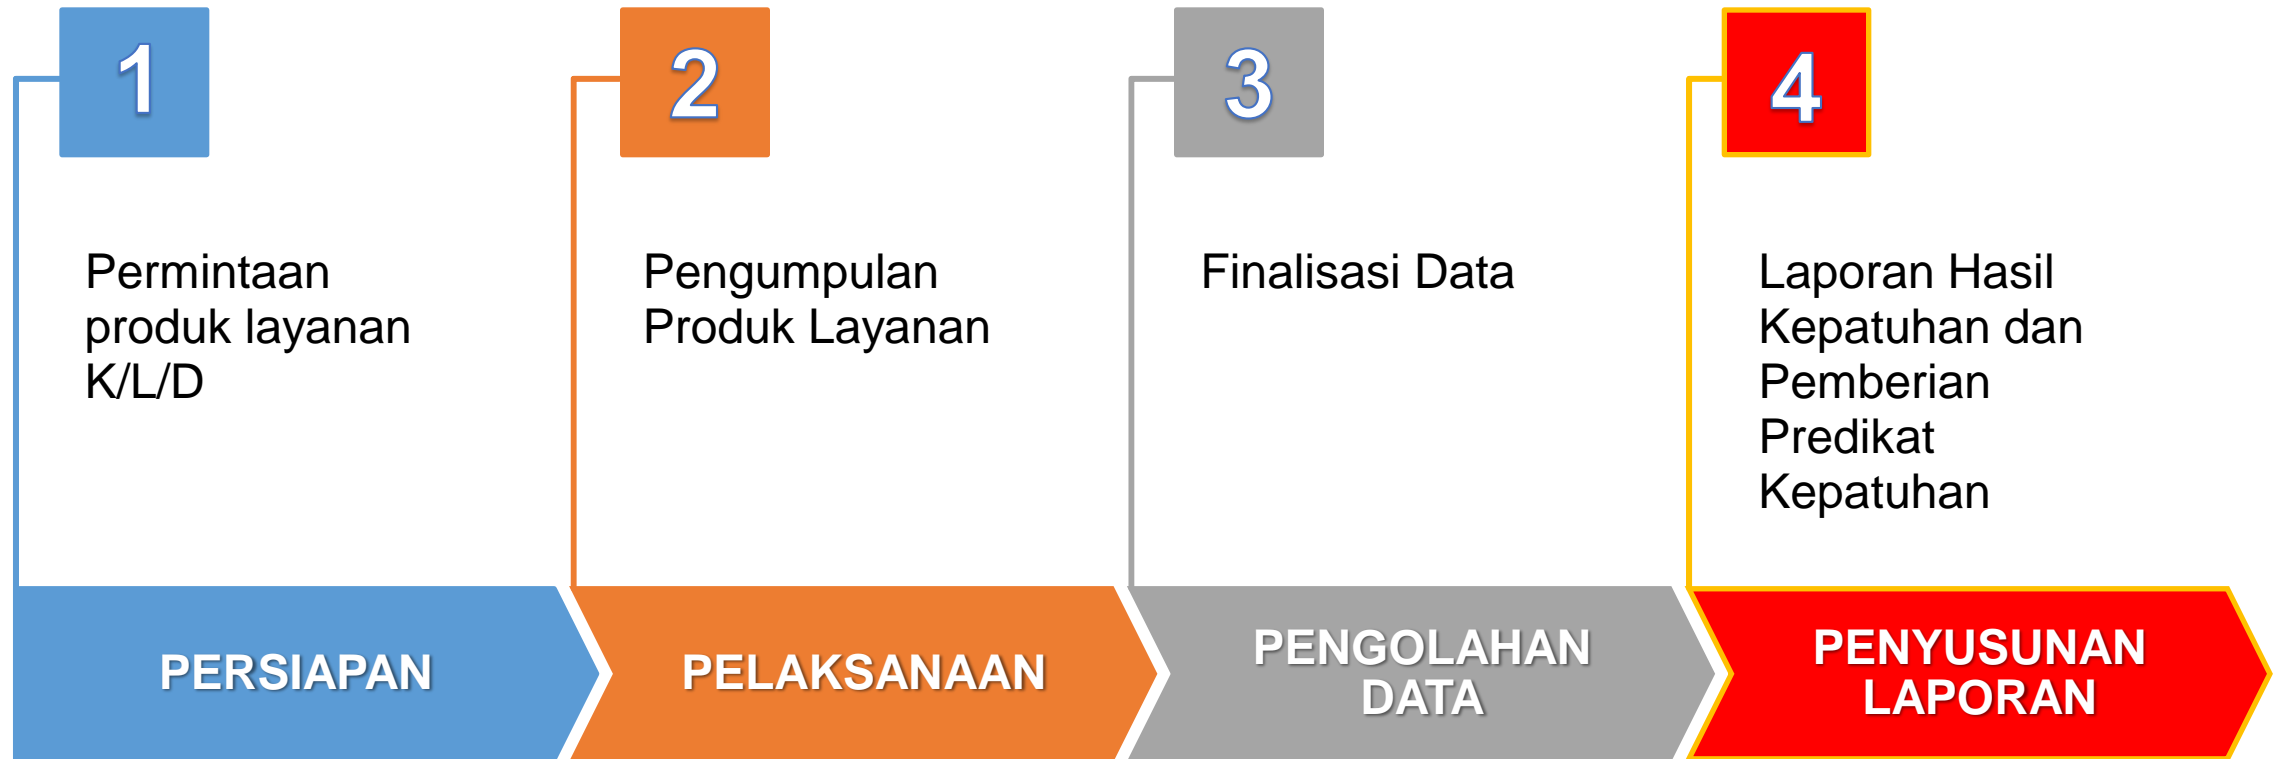 1
Permintaan
produk layanan
K/L/D
PERSIAPAN
2
Pengumpulan
Produk Layanan
PELAKSANAAN
3
Finalisasi Data
PENGOLAHAN
DATA
4
Laporan Hasil
Kepatuhan dan
Pemberian
Predikat
Kepatuhan
PENYUSUNAN
LAPORAN